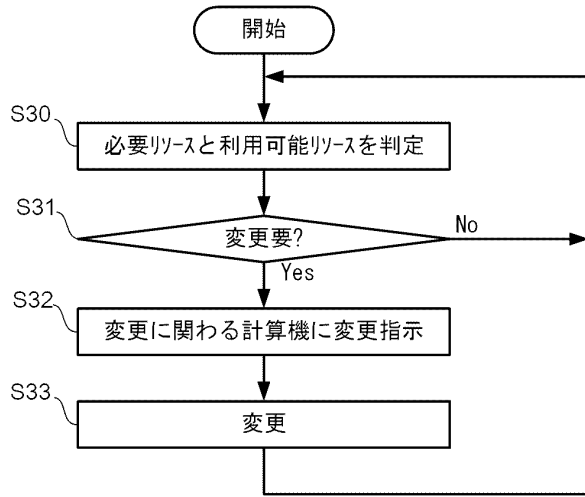 開始
S30
必要ﾘｿｰｽと利用可能ﾘｿｰｽを判定
S31
変更要?
No
Yes
S32
変更に関わる計算機に変更指示
S33
変更